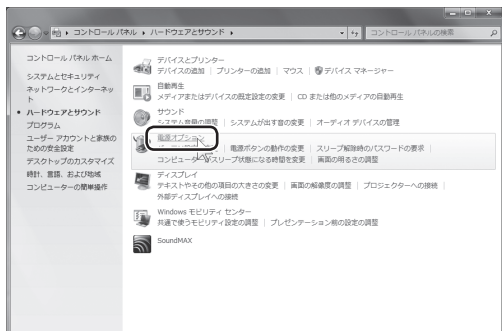 コントロール パネル ▸ ハードウェアとサウンド ▸
コントロール パネルの検索
コントロール パネル ホーム
システムとセキュリティ
ネットワークとインターネット
ハードウェアとサウンド
プログラム
ユーザー アカウントと家族のための安全設定
デスクトップのカスタマイズ
時計、言語、および地域
コンピューターの簡単操作
デバイスとプリンター
デバイスの追加 | プリンターの追加 | マウス | デバイス マネージャー
自動再生
メディアまたはデバイスの既定設定の変更 | CD または他のメディアの自動再生
サウンド
システム音量の調整 | システムが出す音の変更 | オーディオ デバイスの管理
電源オプション
電源ボタンの動作の変更 | スリープ解除時のパスワードの要求
コンピューターがスリープ状態になる時間を変更 | 画面の明るさの調整
ディスプレイ
テキストやその他の項目の大きさの変更 | 画面の解像度の調整 | プロジェクターへの接続
外部ディスプレイへの接続
Windows モビリティ センター
共通で使うモビリティ設定の調整 | プレゼンテーション前の設定の調整
SoundMAX